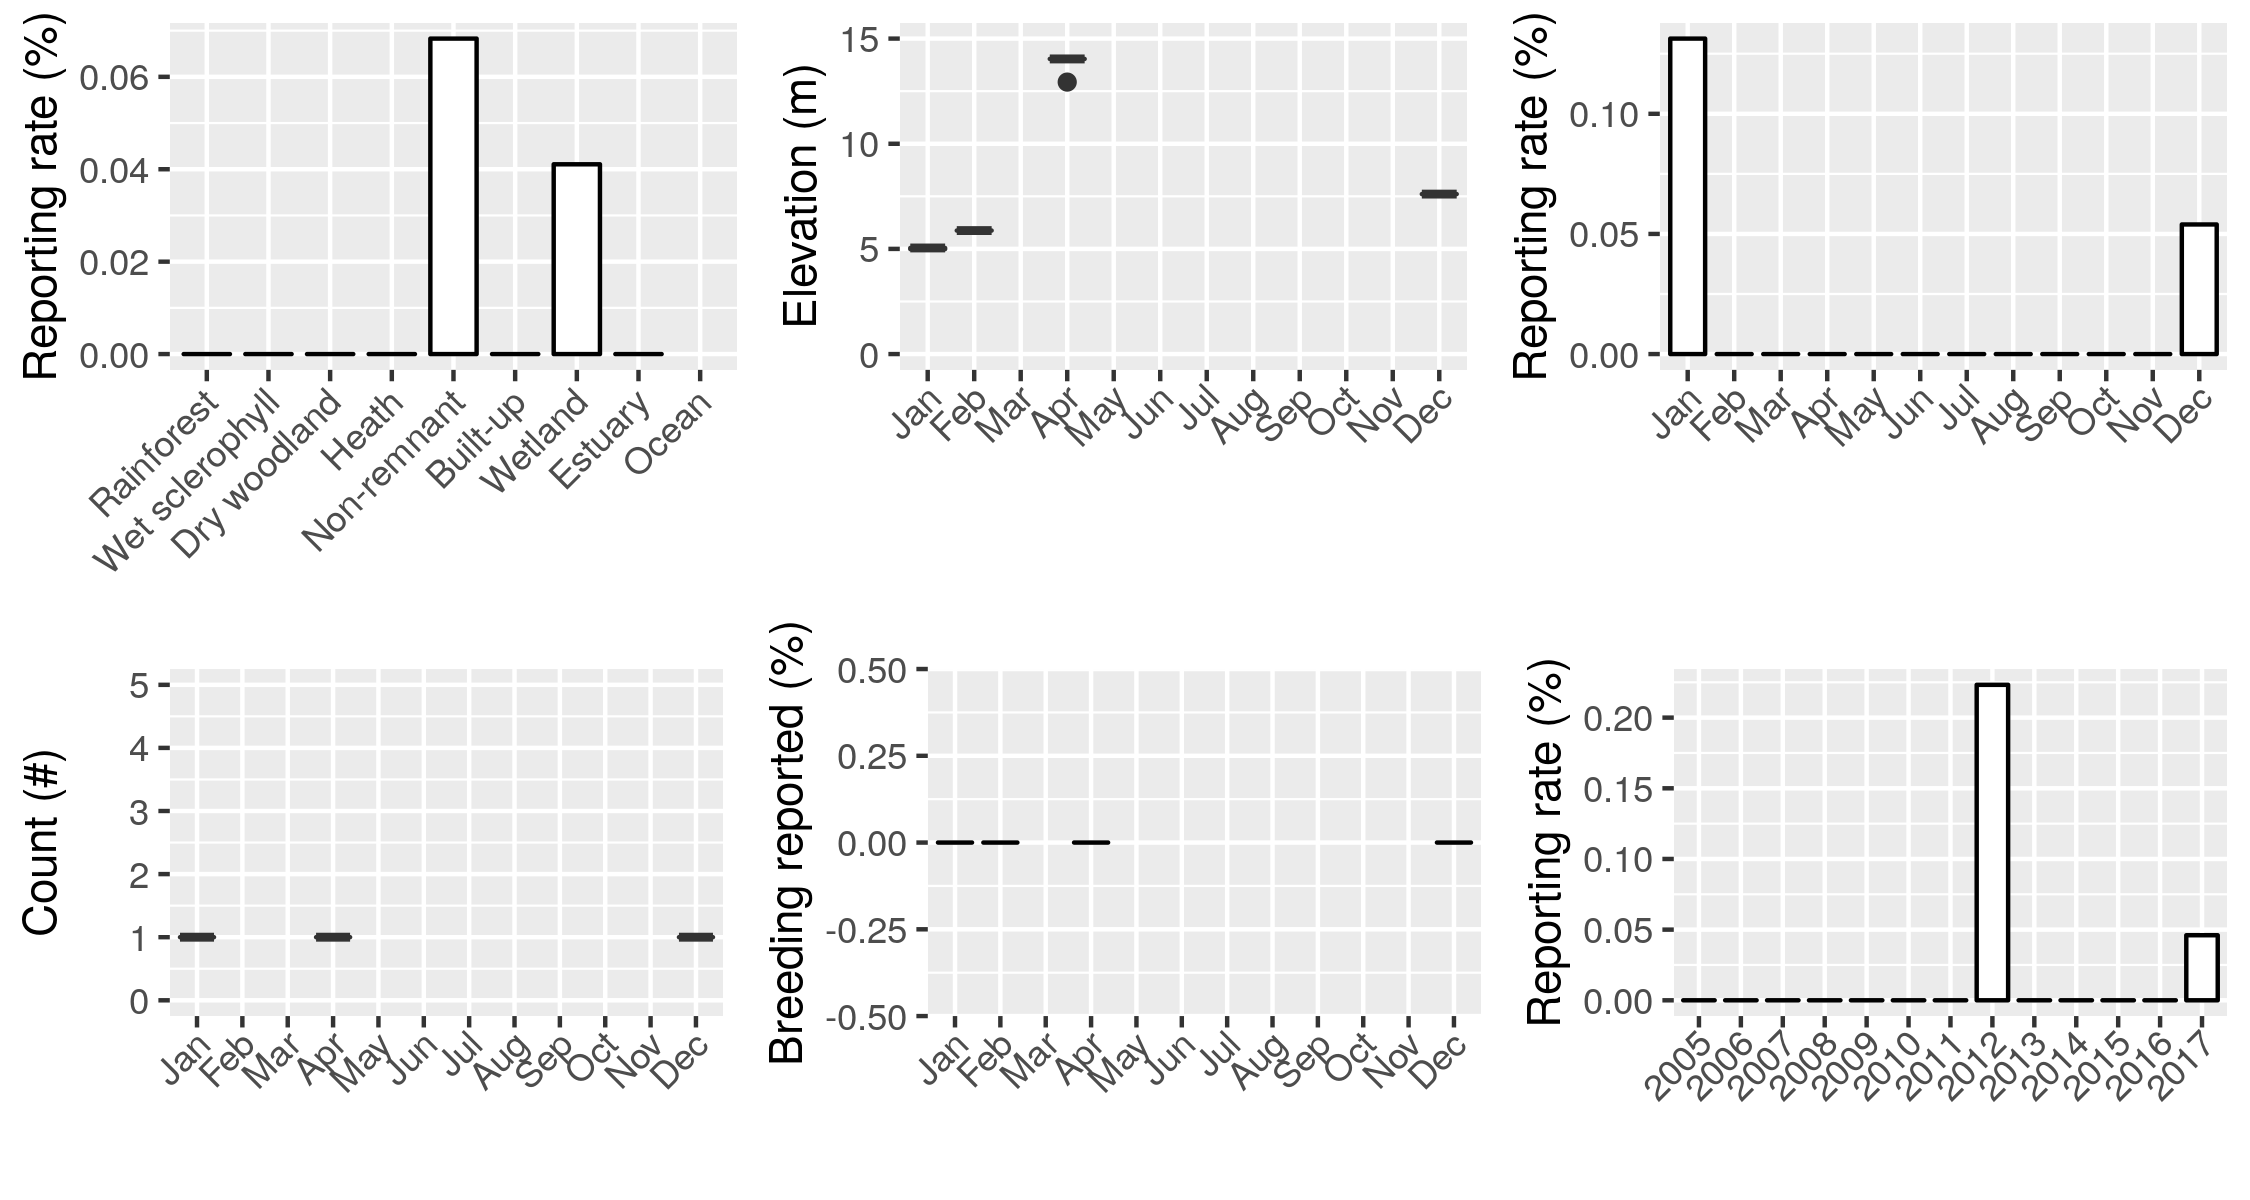 Reporting rate (%)
0.06
0.04
0.02
0.00
Rainforest
Wet sclerophyll
Dry woodland
Heath
Non-remnant
Built-up
Wetland
Estuary
Ocean
Elevation (m)
15
10
5
0
Jan
Feb
Mar
Apr
May
Jun
Jul
Aug
Sep
Oct
Nov
Dec
Reporting rate (%)
0.10
0.05
0.00
Jan
Feb
Mar
Apr
May
Jun
Jul
Aug
Sep
Oct
Nov
Dec
Count (#)
5
4
3
2
1
0
Jan
Feb
Mar
Apr
May
Jun
Jul
Aug
Sep
Oct
Nov
Dec
Breeding reported (%)
0.50
0.25
0.00
-0.25
-0.50
Jan
Feb
Mar
Apr
May
Jun
Jul
Aug
Sep
Oct
Nov
Dec
Reporting rate (%)
0.20
0.15
0.10
0.05
0.00
2005
2006
2007
2008
2009
2010
2011
2012
2013
2014
2015
2016
2017